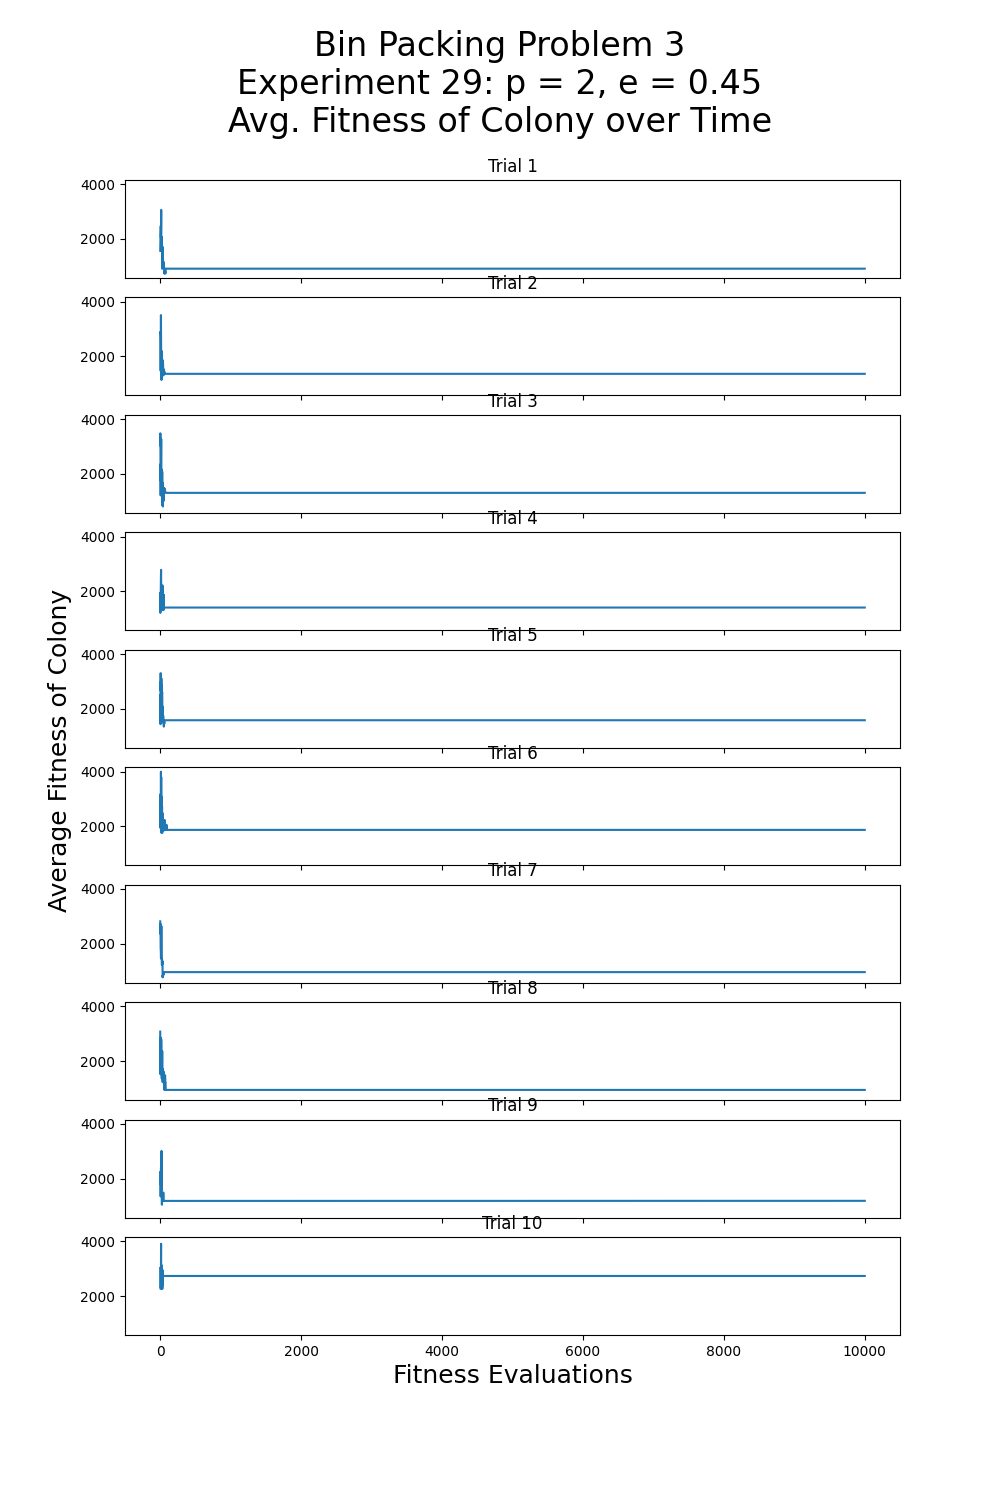 Bin Packing Problem 3
Experiment 29: p = 2, e = 0.45
Avg. Fitness of Colony over Time
Trial 1
4000
2000
Trial 2
4000
2000
Trial 3
4000
2000
Trial 4
4000
2000
Trial 5
4000
2000
Trial 6
4000
2000
Trial 7
4000
2000
Trial 8
4000
2000
Trial 9
4000
2000
Trial 10
4000
2000
0 2000 4000 6000 8000 10000
Fitness Evaluations
Average Fitness of Colony